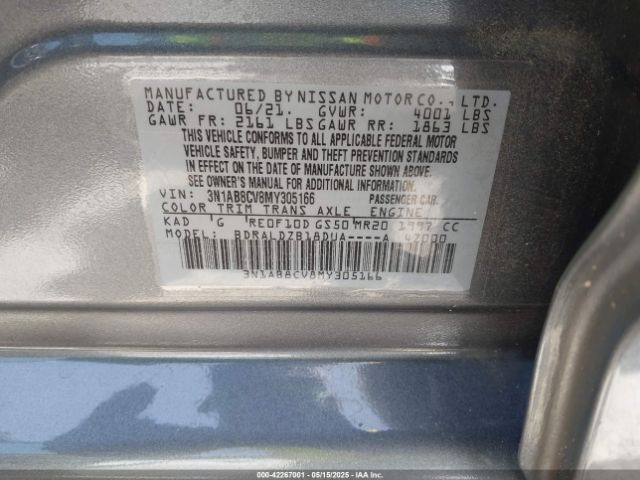 MANUFACTURED BY NISSAN MOTOR CO., LTD.
DATE: 06/21. GVWR: 4001 LBS
GAWR FR: 2161 LBS GAWR RR: 1863 LBS
THIS VEHICLE CONFORMS TO ALL APPLICABLE FEDERAL MOTOR
VEHICLE SAFETY, BUMPER AND THEFT PREVENTION STANDARDS
IN EFFECT ON THE DATE OF MANUFACTURE SHOWN ABOVE.
SEE OWNER'S MANUAL FOR ADDITIONAL INFORMATION.
VIN: 3N1AB8CV8MY305166 PASSENGER CAR.
COLOR TRIM TRANS AXLE ENGINE
KAD 'G REOF10D GS50 MR20 1997 CC
MODEL: BDRALDZB18DUA----A 47000
3N1AB8CV8MY305166
000-42267001 - 05/15/2025 - IAAI.COM